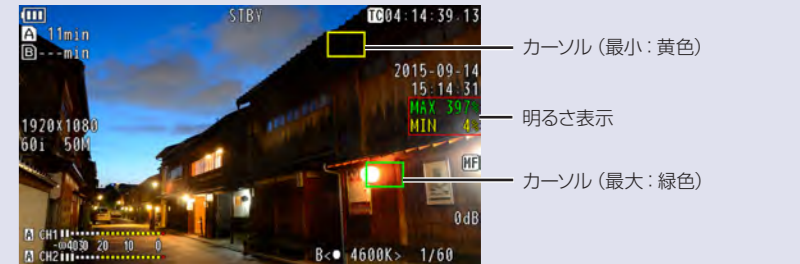 STBY TC04:14:39.13
A 11min
B---min
カーソル（最小：黄色）
2015-09-14
15:14:31
MAX 397%
MIN 4%
明るさ表示
1920X1080
60i 50M
MF
カーソル（最大：緑色）
0dB
A CH1
-∞4030 20 10 0
A CH2
B<● 4600K> 1/60